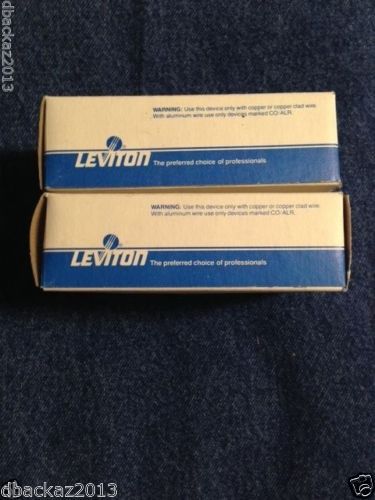 dbackaz2013
WARNING: Use this device only with copper or copper clad wire.
With aluminum wire use only devices marked CO/ALR.
LEVITON
The preferred choice of professionals
WARNING: Use this device only with copper or copper clad wire.
With aluminum wire use only devices marked CO/ALR.
LEVITON
The preferred choice of professionals
dbackaz2013
dbackaz2013